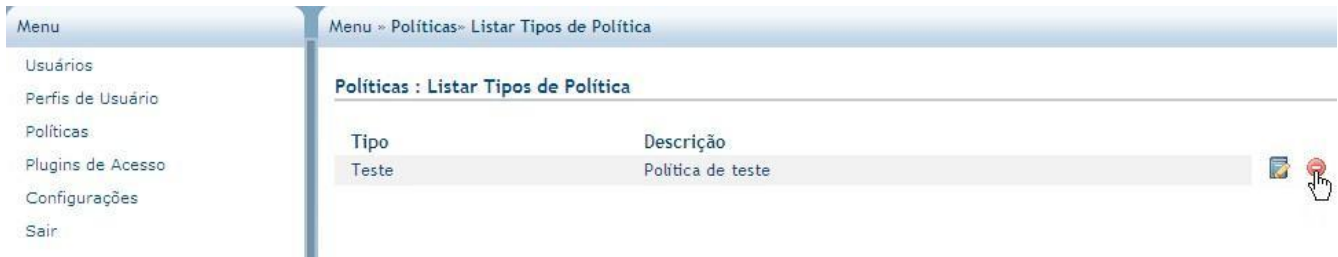 Menu
Usuários
Perfis de Usuário
Políticas
Plugins de Acesso
Configurações
Sair
Menu » Políticas» Listar Tipos de Política
Políticas : Listar Tipos de Política
Tipo Descrição
Teste Política de teste